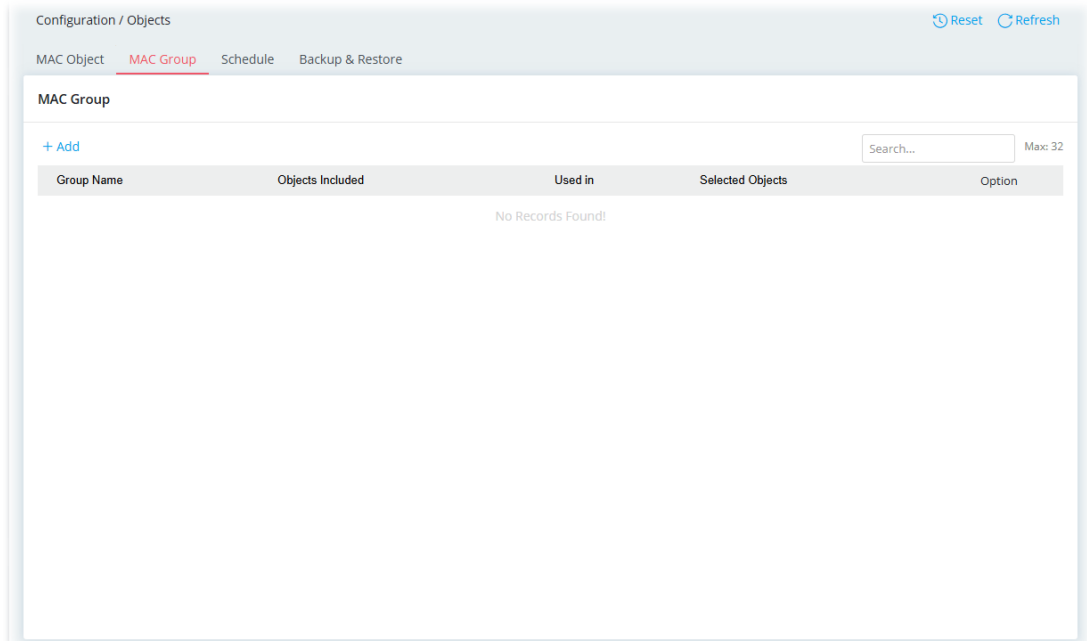 Configuration / Objects Reset Refresh
MAC Object MAC Group Schedule Backup & Restore
MAC Group
+ Add Search... Max: 32
Group Name Objects Included Used in Selected Objects Option
No Records Found!